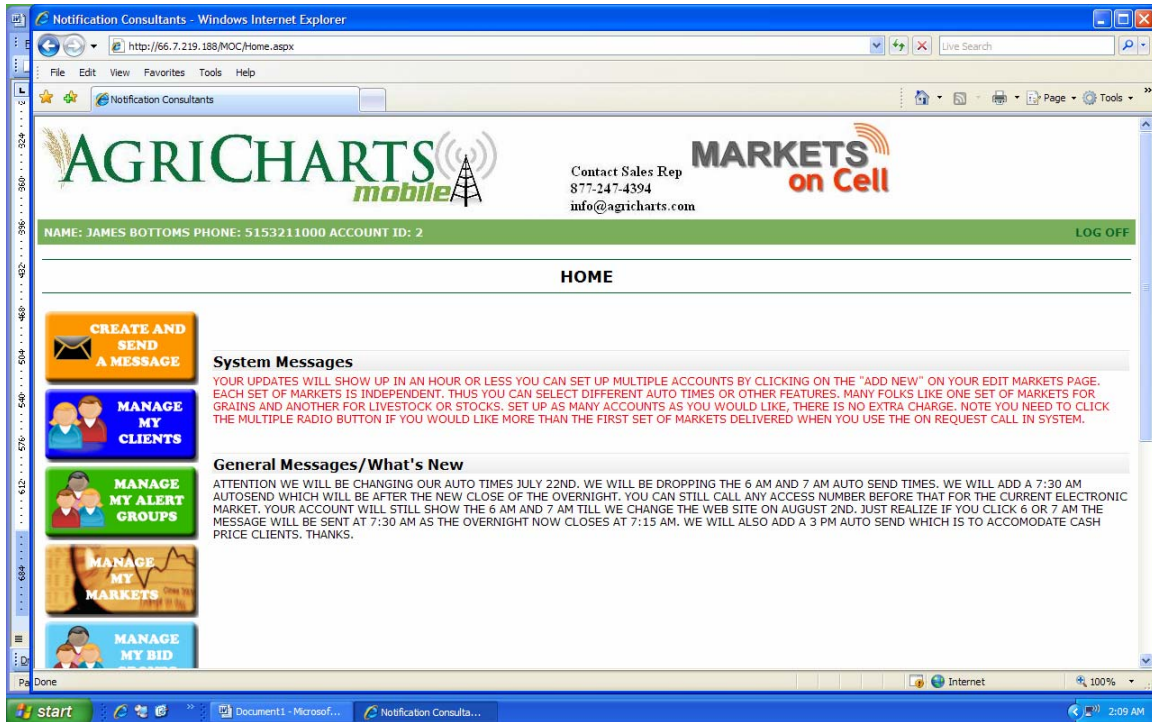 Notification Consultants - Windows Internet Explorer
http://66.7.219.188/MOC/Home.aspx
Live Search
File Edit View Favorites Tools Help
Notification Consultants
Page Tools
AGRICHARTS
mobile
Contact Sales Rep
877-247-4394
info@agricharts.com
MARKETS
on Cell
NAME: JAMES BOTTOMS PHONE: 5153211000 ACCOUNT ID: 2
LOG OFF
HOME
CREATE AND
SEND
A MESSAGE
MANAGE
MY
CLIENTS
MANAGE
MY ALERT
GROUPS
MANAGE
MY
MARKETS
MANAGE
MY BID
System Messages
YOUR UPDATES WILL SHOW UP IN AN HOUR OR LESS YOU CAN SET UP MULTIPLE ACCOUNTS BY CLICKING ON THE "ADD NEW" ON YOUR EDIT MARKETS PAGE.
EACH SET OF MARKETS IS INDEPENDENT. THUS YOU CAN SELECT DIFFERENT AUTO TIMES OR OTHER FEATURES. MANY FOLKS LIKE ONE SET OF MARKETS FOR
GRAINS AND ANOTHER FOR LIVESTOCK OR STOCKS. SET UP AS MANY ACCOUNTS AS YOU WOULD LIKE, THERE IS NO EXTRA CHARGE. NOTE YOU NEED TO CLICK
THE MULTIPLE RADIO BUTTON IF YOU WOULD LIKE MORE THAN THE FIRST SET OF MARKETS DELIVERED WHEN YOU USE THE ON REQUEST CALL IN SYSTEM.
General Messages/What's New
ATTENTION WE WILL BE CHANGING OUR AUTO TIMES JULY 22ND. WE WILL BE DROPPING THE 6 AM AND 7 AM AUTO SEND TIMES. WE WILL ADD A 7:30 AM
AUTOSEND WHICH WILL BE AFTER THE NEW CLOSE OF THE OVERNIGHT. YOU CAN STILL CALL ANY ACCESS NUMBER BEFORE THAT FOR THE CURRENT ELECTRONIC
MARKET. YOUR ACCOUNT WILL STILL SHOW THE 6 AM AND 7 AM TILL WE CHANGE THE WEB SITE ON AUGUST 2ND. JUST REALIZE IF YOU CLICK 6 OR 7 AM THE
MESSAGE WILL BE SENT AT 7:30 AM AS THE OVERNIGHT NOW CLOSES AT 7:15 AM. WE WILL ALSO ADD A 3 PM AUTO SEND WHICH IS TO ACCOMODATE CASH
PRICE CLIENTS. THANKS.
Done
Internet
100%
start
Document1 - Microsof...
Notification Consulta...
2:09 AM